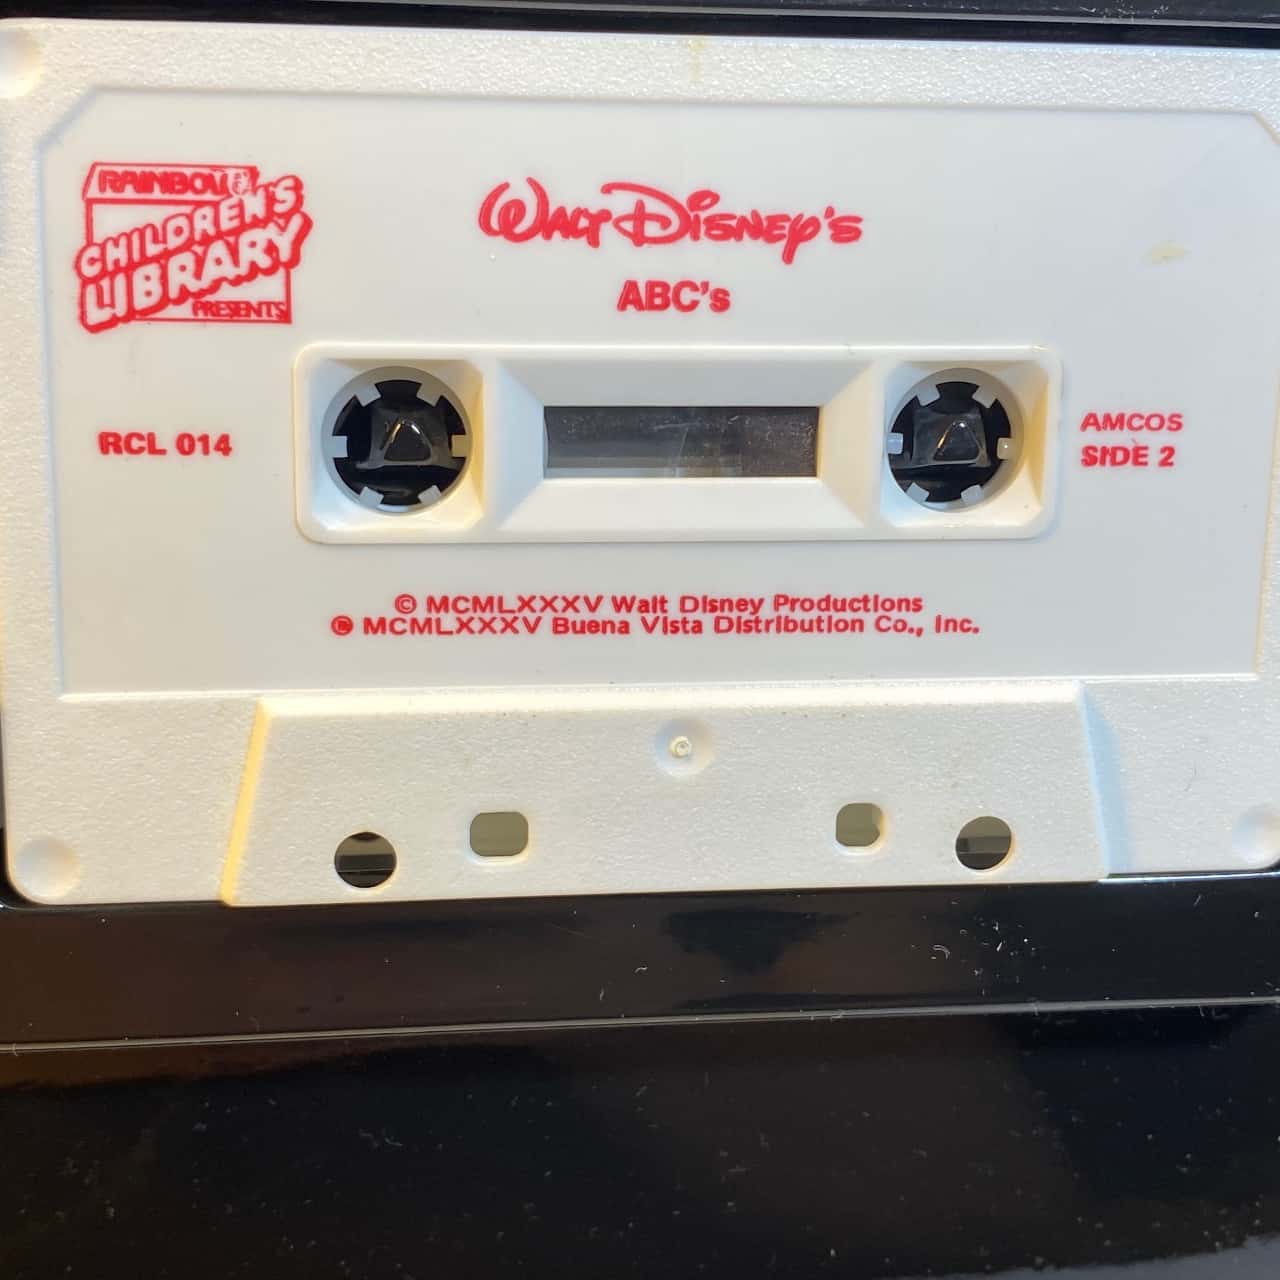 RAINBOW
CHILDREN'S
LIBRARY
PRESENTS
WALT DISNEY'S
ABC's
RCL 014
AMCOS
SIDE 2
© MCMLXXXV Walt Disney Productions
℗ MCMLXXXV Buena Vista Distribution Co., Inc.